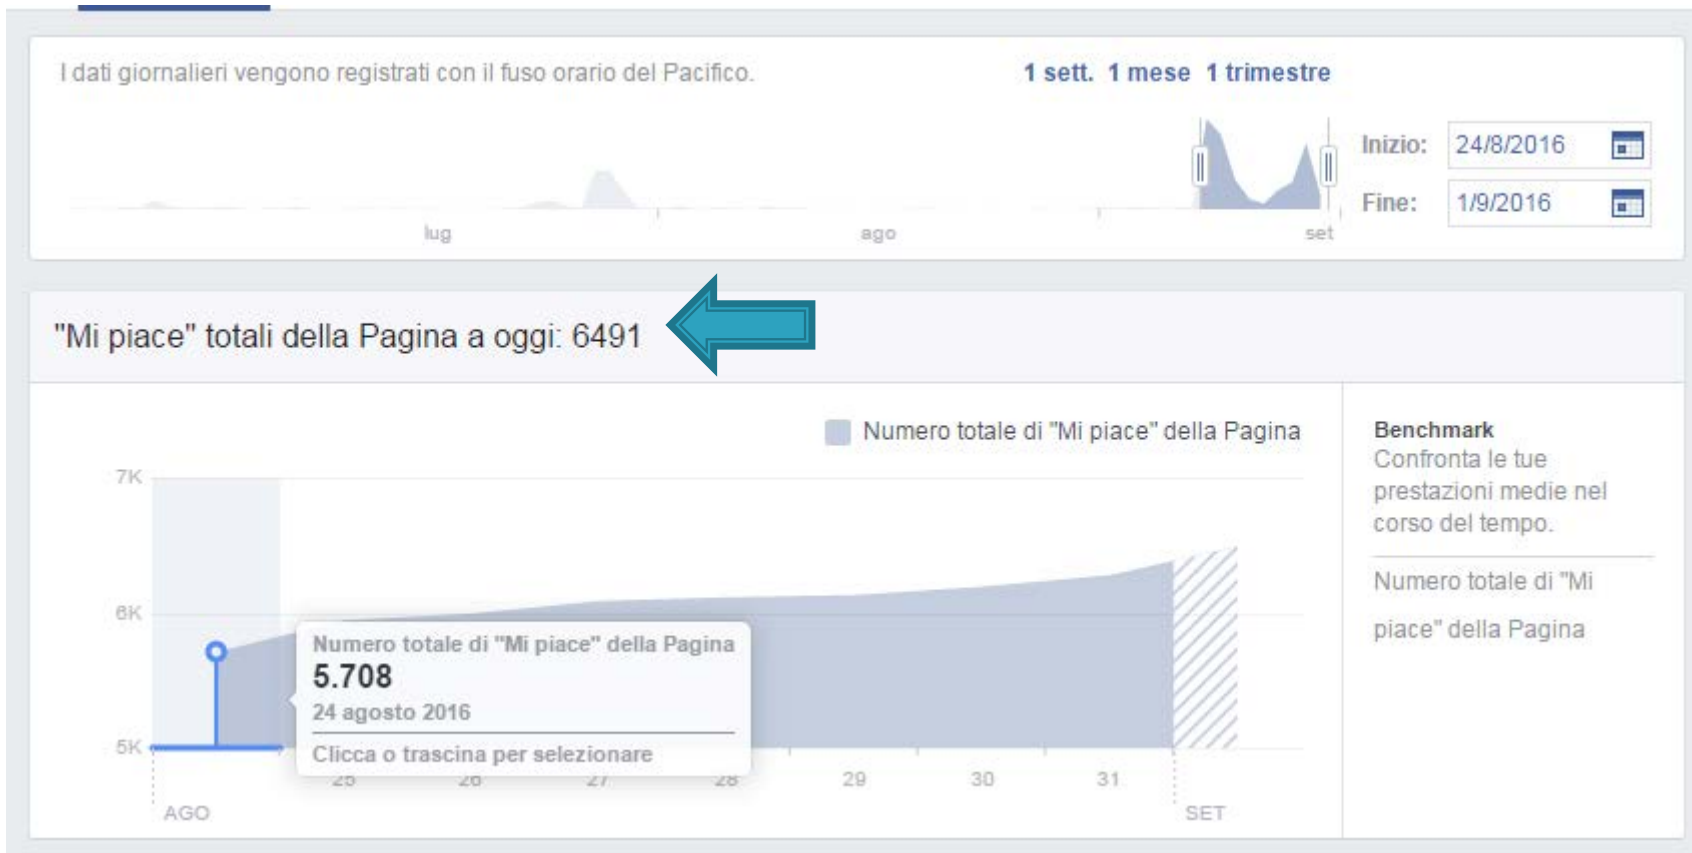 I dati giornalieri vengono registrati con il fuso orario del Pacifico.
1 sett. 1 mese 1 trimestre
Inizio: 24/8/2016
Fine: 1/9/2016
lug ago set
"Mi piace" totali della Pagina a oggi: 6491
Numero totale di "Mi piace" della Pagina
7K
6K
5K
Numero totale di "Mi piace" della Pagina
5.708
24 agosto 2016
Clicca o trascina per selezionare
25 26 27 28 29 30 31
AGO SET
Benchmark
Confronta le tue
prestazioni medie nel
corso del tempo.
Numero totale di "Mi
piace" della Pagina